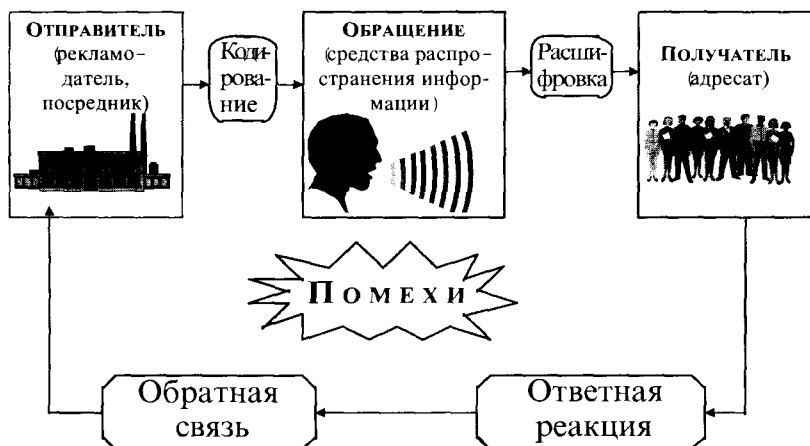 ОТПРАВИТЕЛЬ
(рекламо-
датель,
посредник)
Коди-
рова-
ние
ОБРАЩЕНИЕ
(средства распро-
странения инфор-
мации)
Расши-
фровка
ПОЛУЧАТЕЛЬ
(адресат)
ПОМЕХИ
Обратная
связь
Ответная
реакция